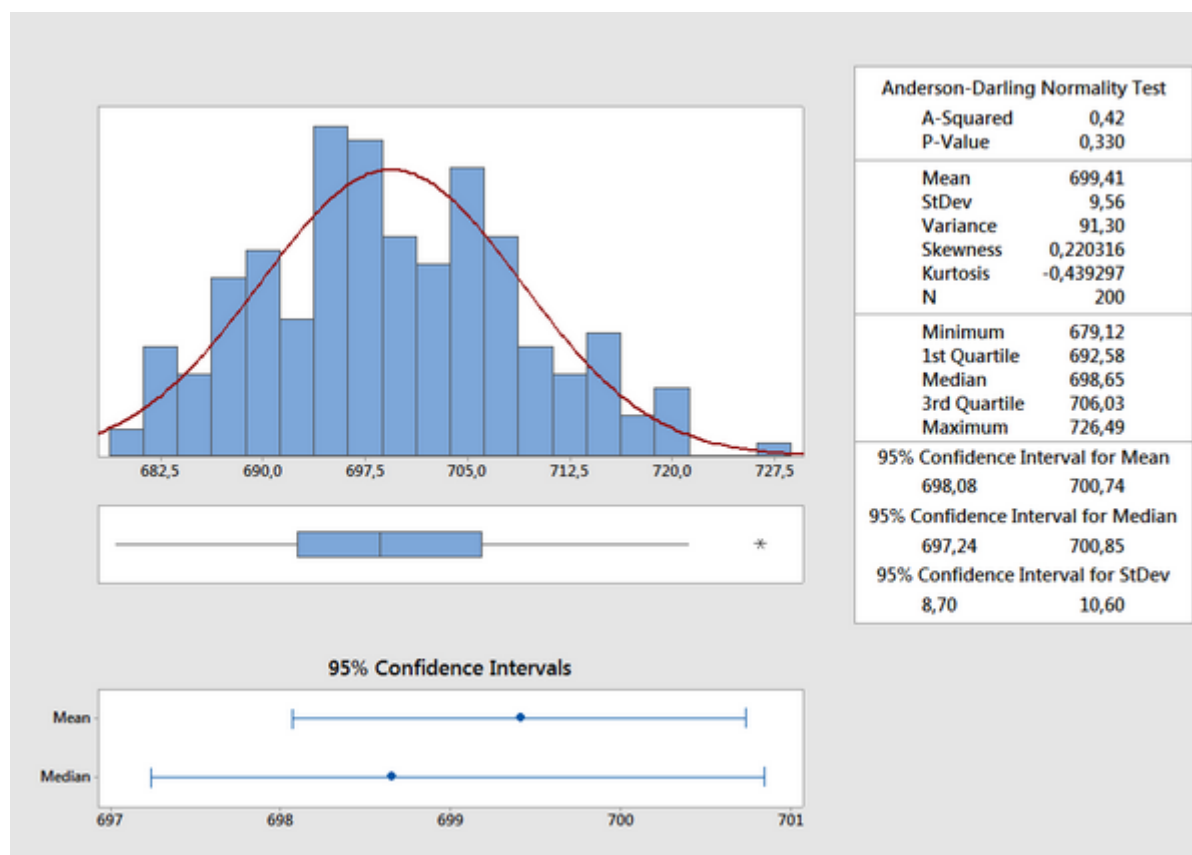 682,5 690,0 697,5 705,0 712,5 720,0 727,5
*
95% Confidence Intervals
Mean
Median
697 698 699 700 701
Anderson-Darling Normality Test
A-Squared 0,42
P-Value 0,330
Mean 699,41
StDev 9,56
Variance 91,30
Skewness 0,220316
Kurtosis -0,439297
N 200
Minimum 679,12
1st Quartile 692,58
Median 698,65
3rd Quartile 706,03
Maximum 726,49
95% Confidence Interval for Mean
698,08 700,74
95% Confidence Interval for Median
697,24 700,85
95% Confidence Interval for StDev
8,70 10,60